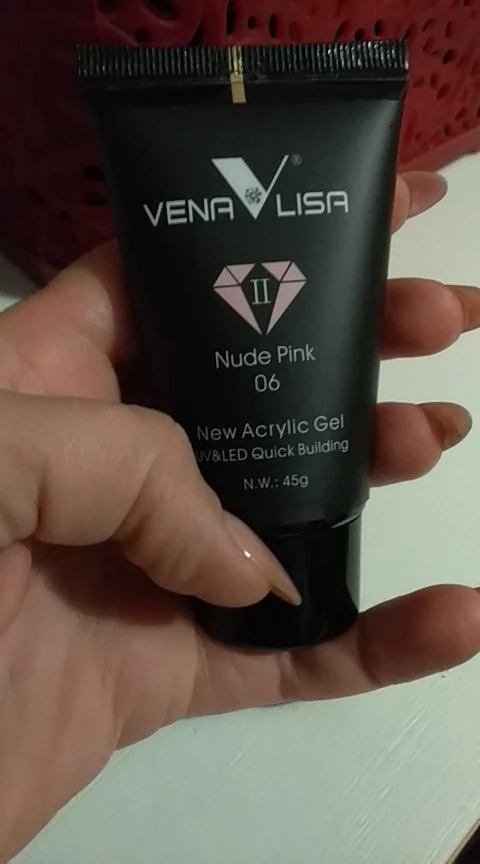 VENA LISA ®
II
Nude Pink
06
New Acrylic Gel
UV&LED Quick Building
N.W.: 45g